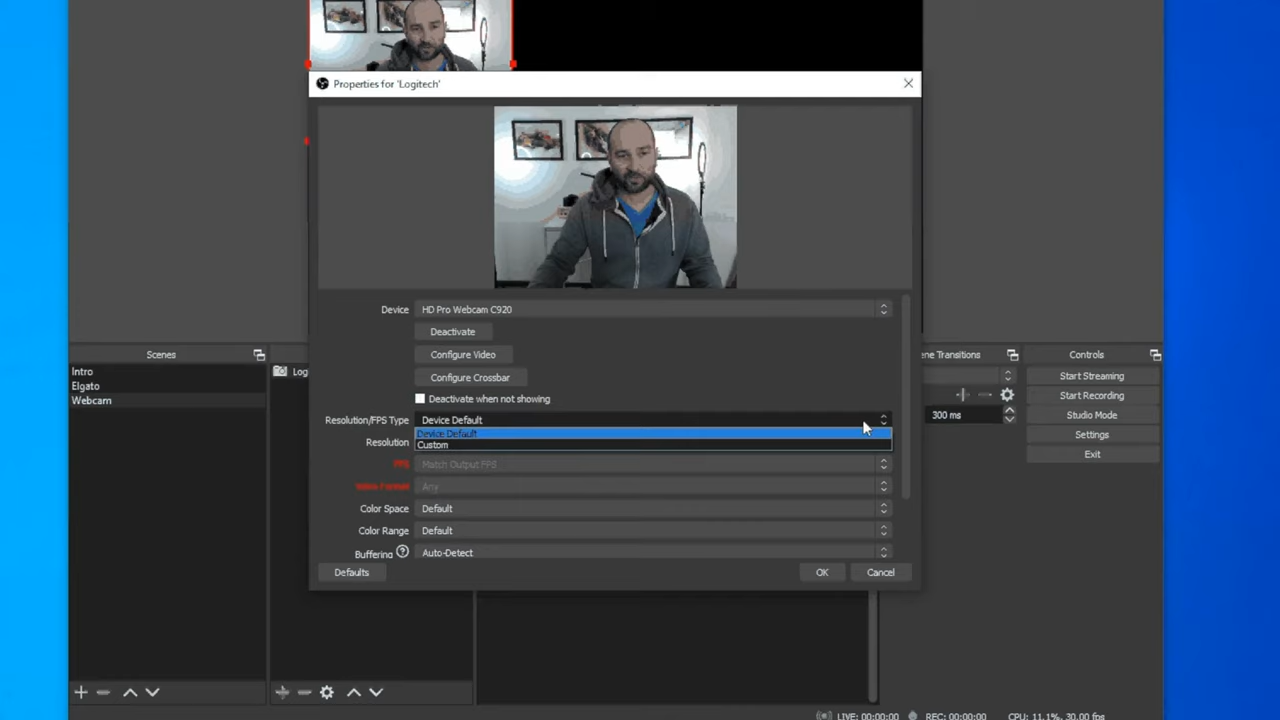 Properties for 'Logitech'
Device HD Pro Webcam C920
Deactivate
Configure Video
Configure Crossbar
Deactivate when not showing
Resolution/FPS Type Device Default
Device Default
Custom
Resolution
FPS Match Output FPS
Video Format Any
Color Space Default
Color Range Default
Buffering ? Auto-Detect
Defaults
OK
Cancel
Scenes
Intro
Elgato
Webcam
Logi
ene Transitions
300 ms
Controls
Start Streaming
Start Recording
Studio Mode
Settings
Exit
LIVE: 00:00:00
REC: 00:00:00
CPU: 11.1%, 30.00 fps